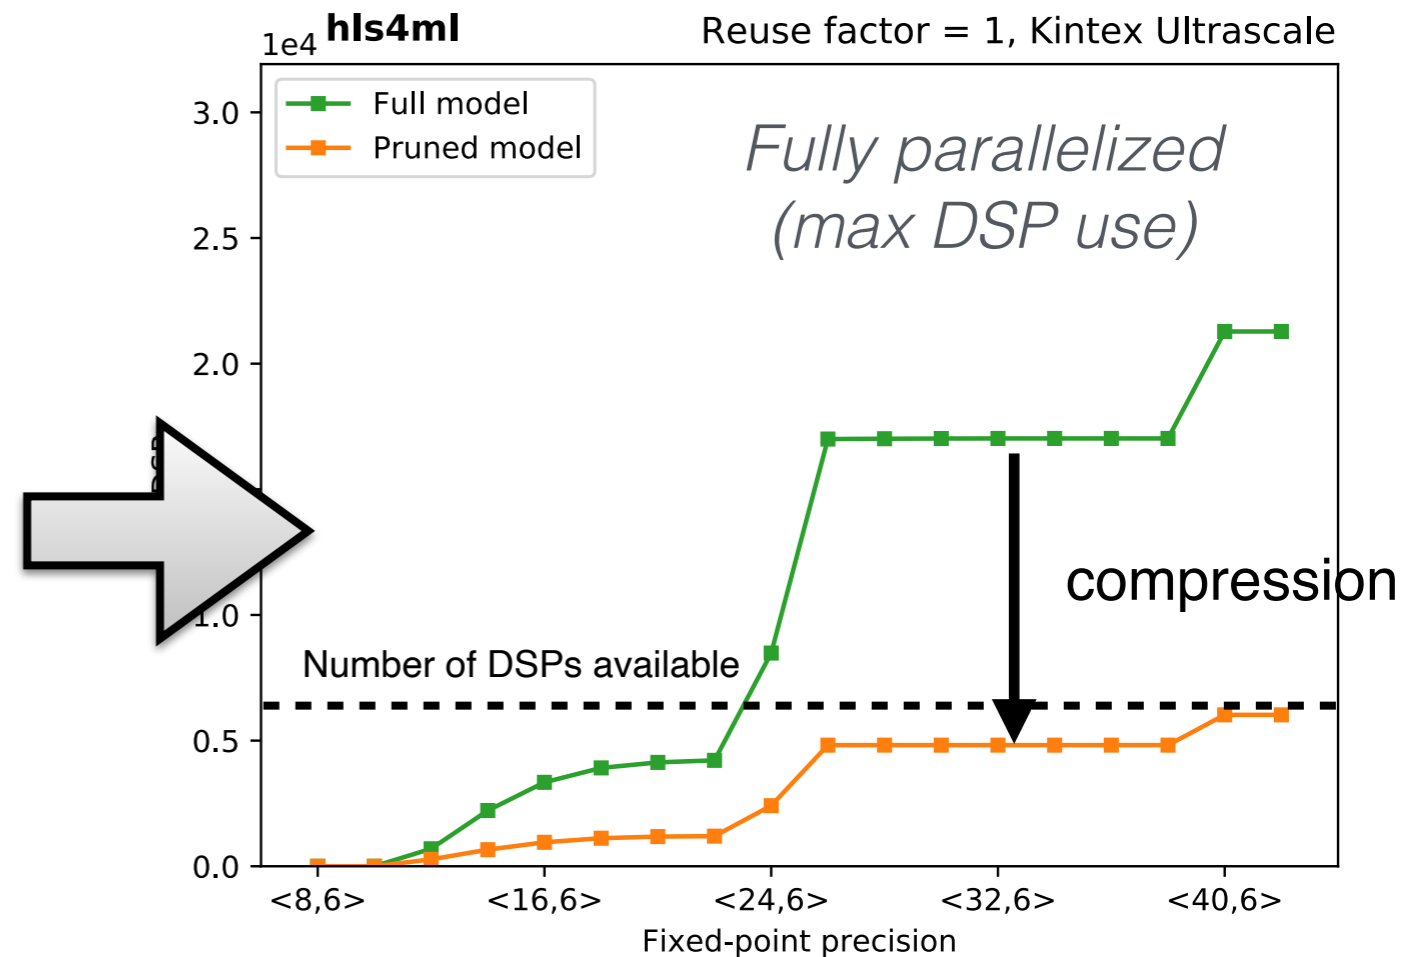 1e4 hls4ml
Reuse factor = 1, Kintex Ultrascale
Full model
Pruned model
Fully parallelized
(max DSP use)
3.0
2.5
2.0
1.0
0.5
0.0
compression
Number of DSPs available
<8,6> <16,6> <24,6> <32,6> <40,6>
Fixed-point precision